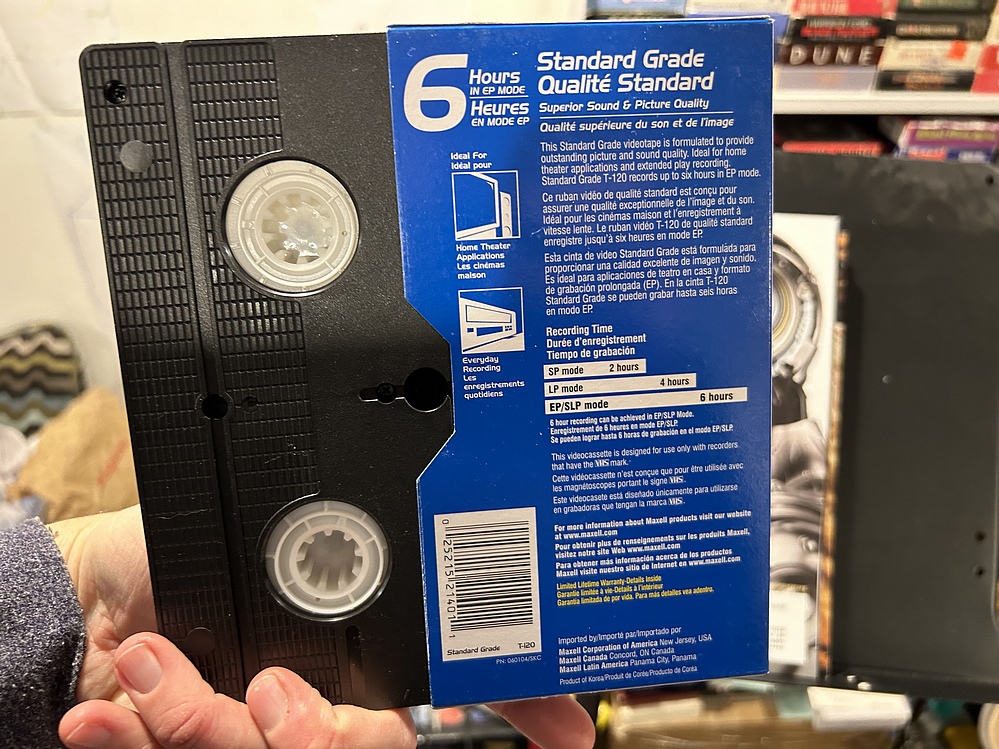 6 Hours
IN EP MODE
Heures
EN MODE EP
Standard Grade
Qualité Standard
Superior Sound & Picture Quality
Qualité supérieure du son et de l'image
This Standard Grade videotape is formulated to provide
outstanding picture and sound quality. Ideal for home
theater applications and extended play recording.
Standard Grade T-120 records up to six hours in EP mode.
Ce ruban vidéo de qualité standard est conçu pour
assurer une qualité exceptionnelle de l'image et du son.
Idéal pour les cinémas maison et l'enregistrement à
vitesse lente. Le ruban vidéo T-120 de qualité standard
enregistre jusqu'à six heures en mode EP.
Esta cinta de video Standard Grade está formulada para
proporcionar una calidad excelente de imagen y sonido.
Es ideal para aplicaciones de teatro en casa y formato
de grabación prolongada (EP). En la cinta T-120
Standard Grade se pueden grabar hasta seis horas
en modo EP.
Ideal For
Idéal pour
Home Theater
Applications
Les cinémas
maison
Everyday
Recording
Les
enregistrements
quotidiens
Recording Time
Durée d'enregistrement
Tiempo de grabación
SP mode 2 hours
LP mode 4 hours
EP/SLP mode 6 hours
6 hour recording can be achieved in EP/SLP Mode.
Enregistrement de 6 heures en mode EP/SLP.
Se pueden lograr hasta 6 horas de grabación en el modo EP/SLP.
This videocassette is designed for use only with recorders
that have the VHS mark.
Cette vidéocassette n'est conçue que pour être utilisée avec
les magnétoscopes portant le signe VHS.
Este videocasete está diseñado únicamente para utilizarse
en grabadoras que tengan la marca VHS.
For more information about Maxell products visit our website
at www.maxell.com
Pour obtenir plus de renseignements sur les produits Maxell,
visitez notre site Web www.maxell.com
Para obtener más información acerca de los productos
Maxell visite nuestro sitio de Internet en www.maxell.com
Limited Lifetime Warranty-Details Inside
Garantie limitée à vie-Détails à l'intérieur
Garantía limitada de por vida. Para más detalles vea adentro.
0 25215 21401 1
Standard Grade T-120
PN: 060104/SKC
Imported by/Importé par/Importado por
Maxell Corporation of America New Jersey, USA
Maxell Canada Concord, ON Canada
Maxell Latin America Panama City, Panama
Product of Korea/Produit de Corée/Producto de Corea
DUNE